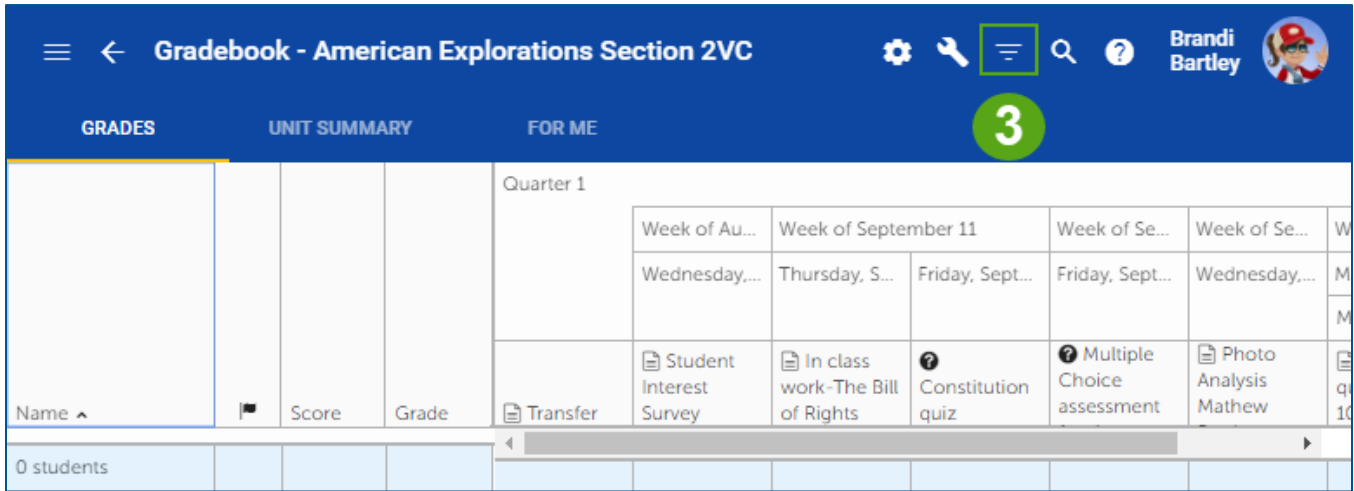 Gradebook - American Explorations Section 2VC
Brandi
Bartley
GRADES UNIT SUMMARY FOR ME
3
Quarter 1
Week of Au... Week of September 11 Week of Se... Week of Se... W
Wednesday,... Thursday, S... Friday, Sept... Friday, Sept... Wednesday,... M
M
Name Score Grade Transfer
Student
Interest
Survey
In class
work-The Bill
of Rights
Constitution
quiz
Multiple
Choice
assessment
Photo
Analysis
Mathew
qu
10
0 students